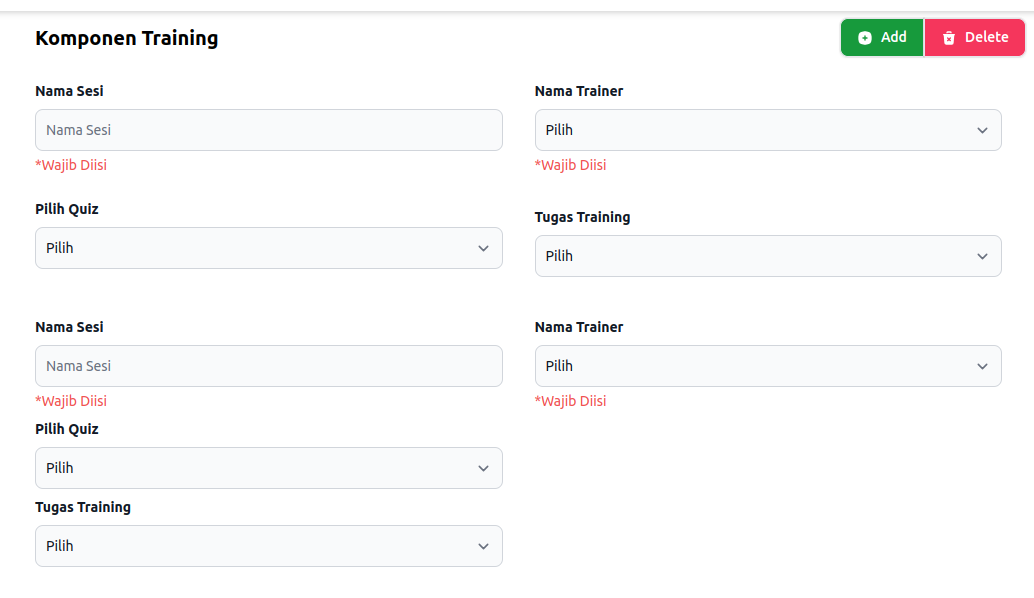 Komponen Training
Add
Delete
Nama Sesi
Nama Trainer
Nama Sesi
Pilih
*Wajib Diisi
*Wajib Diisi
Pilih Quiz
Tugas Training
Pilih
Pilih
Nama Sesi
Nama Trainer
Nama Sesi
Pilih
*Wajib Diisi
*Wajib Diisi
Pilih Quiz
Pilih
Tugas Training
Pilih